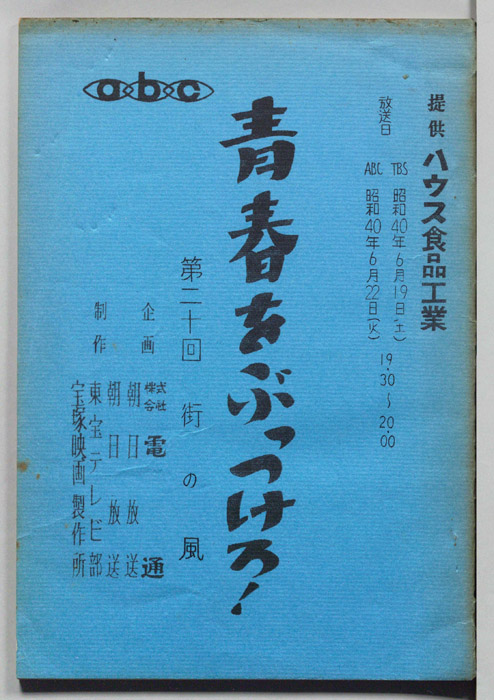 提供 ハウス食品工業
放送日
TBS 昭和40年6月19日(土) 19.30〜20.00
ABC 昭和40年6月22日(火)
abc
青春をぶっつけろ!
第二十回 街の風
企画 株式会社 電通
朝日放送
制作 朝日放送
東宝テレビ部
宝塚映画製作所